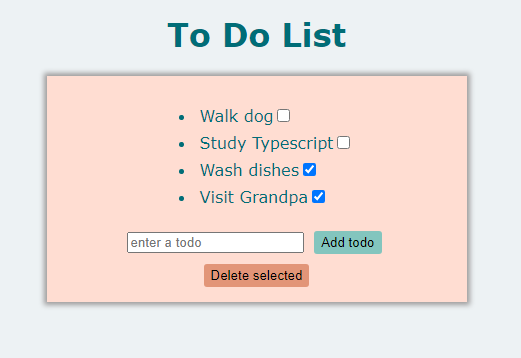 To Do List
Walk dog
Study Typescript
Wash dishes
Visit Grandpa
enter a todo Add todo
Delete selected